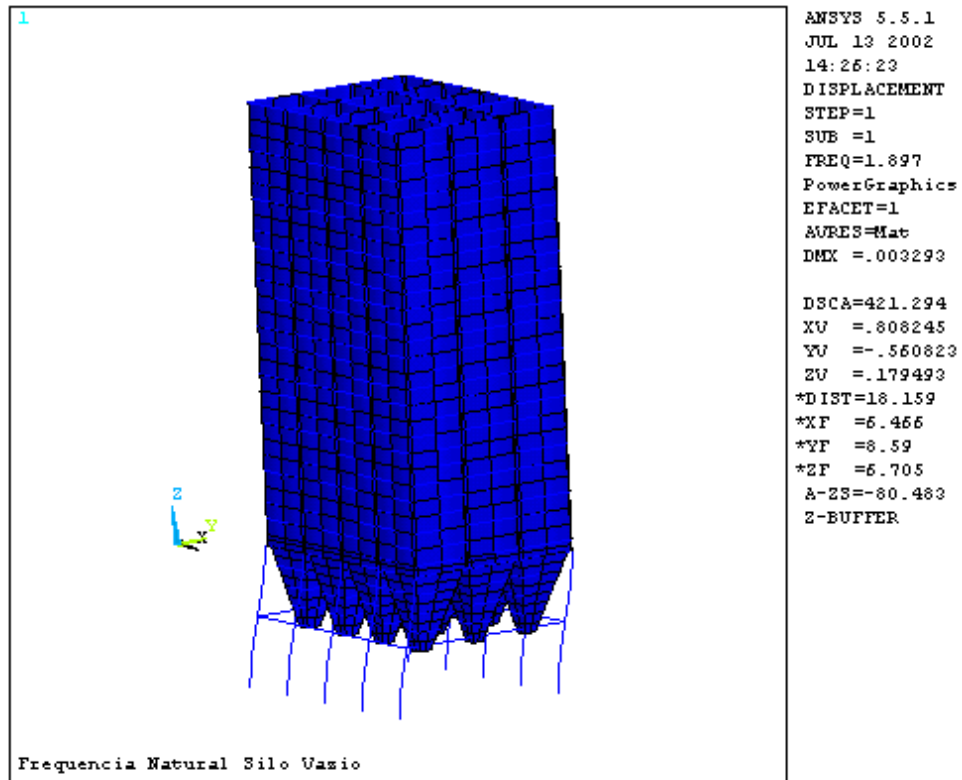 1
ANSYS 5.5.1
JUL 13 2002
14:26:23
DISPLACEMENT
STEP=1
SUB =1
FREQ=1.897
PowerGraphics
EFACET=1
AVRES=Mat
DMX =.003293
DSCA=421.294
XV =.808245
YV =-.560823
ZV =.179493
*DIST=18.159
*XF =6.466
*YF =8.59
*ZF =6.705
A-ZS=-80.483
Z-BUFFER
Z
Y
X
Frequencia Natural Silo Vazio